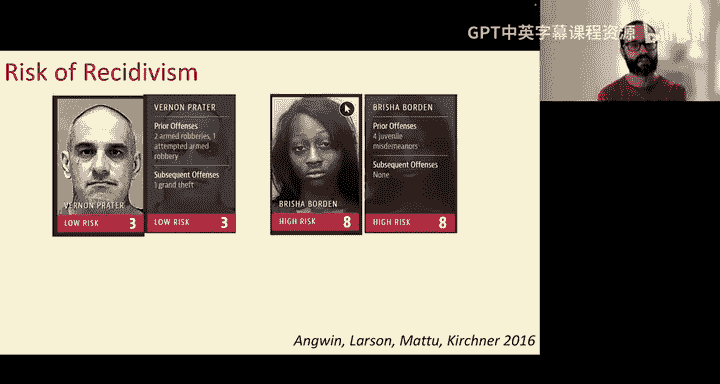 GPT中英字幕课程资源
Risk of Recidivism
VERNON PRATER
LOW RISK 3
VERNON PRATER
Prior Offenses
2 armed robberies, 1
attempted armed
robbery
Subsequent Offenses
1 grand theft
LOW RISK 3
BRISHA BORDEN
HIGH RISK 8
BRISHA BORDEN
Prior Offenses
4 juvenile
misdemeanors
Subsequent Offenses
None
HIGH RISK 8
Angwin, Larson, Mattu, Kirchner 2016